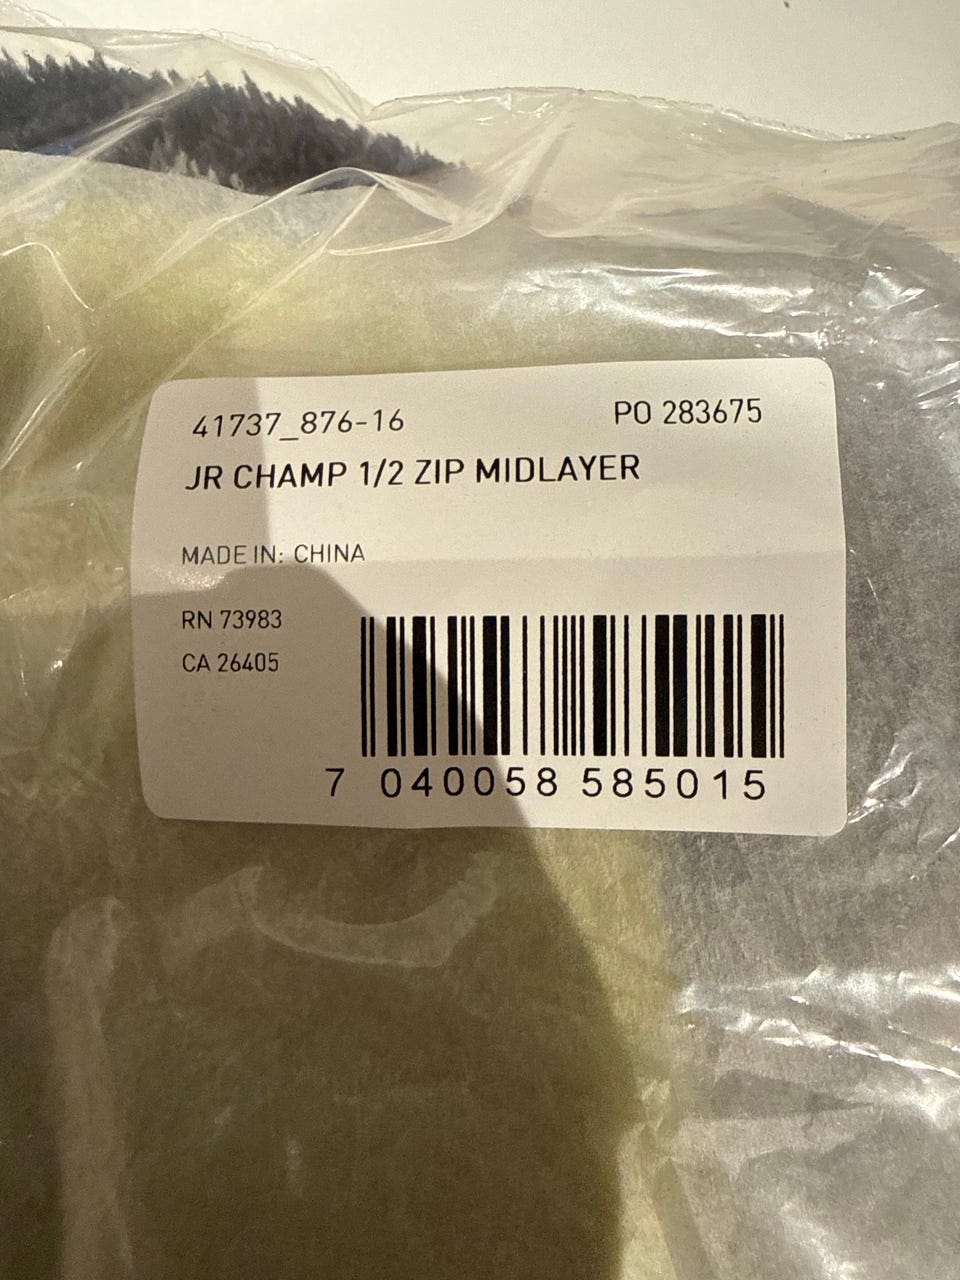 41737_876-16 PO 283675
JR CHAMP 1/2 ZIP MIDLAYER
MADE IN: CHINA
RN 73983
CA 26405
7 040058 585015